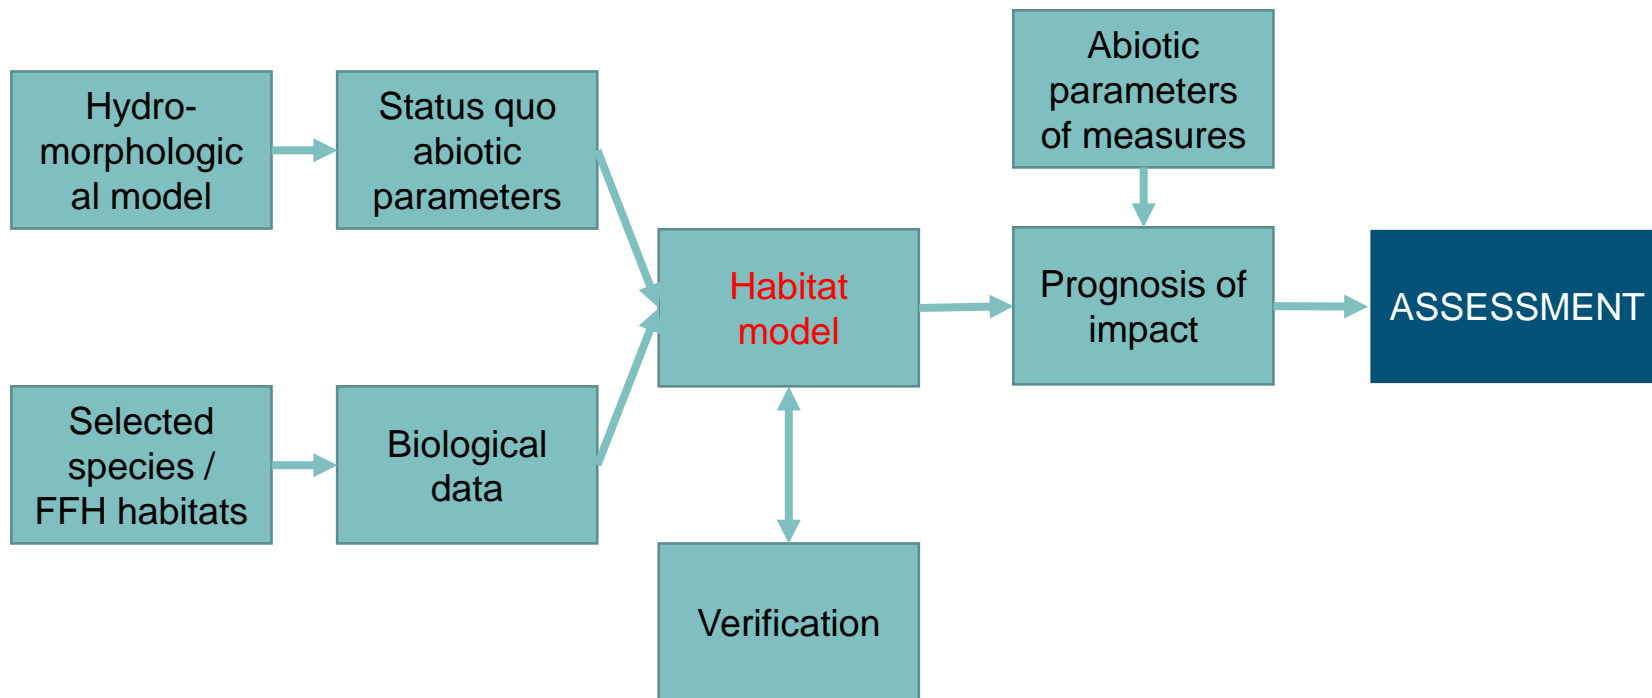 Hydro-
morphologic
al model
Status quo
abiotic
parameters
Abiotic
parameters
of measures
Habitat
model
Prognosis of
impact
ASSESSMENT
Selected
species /
FFH habitats
Biological
data
Verification